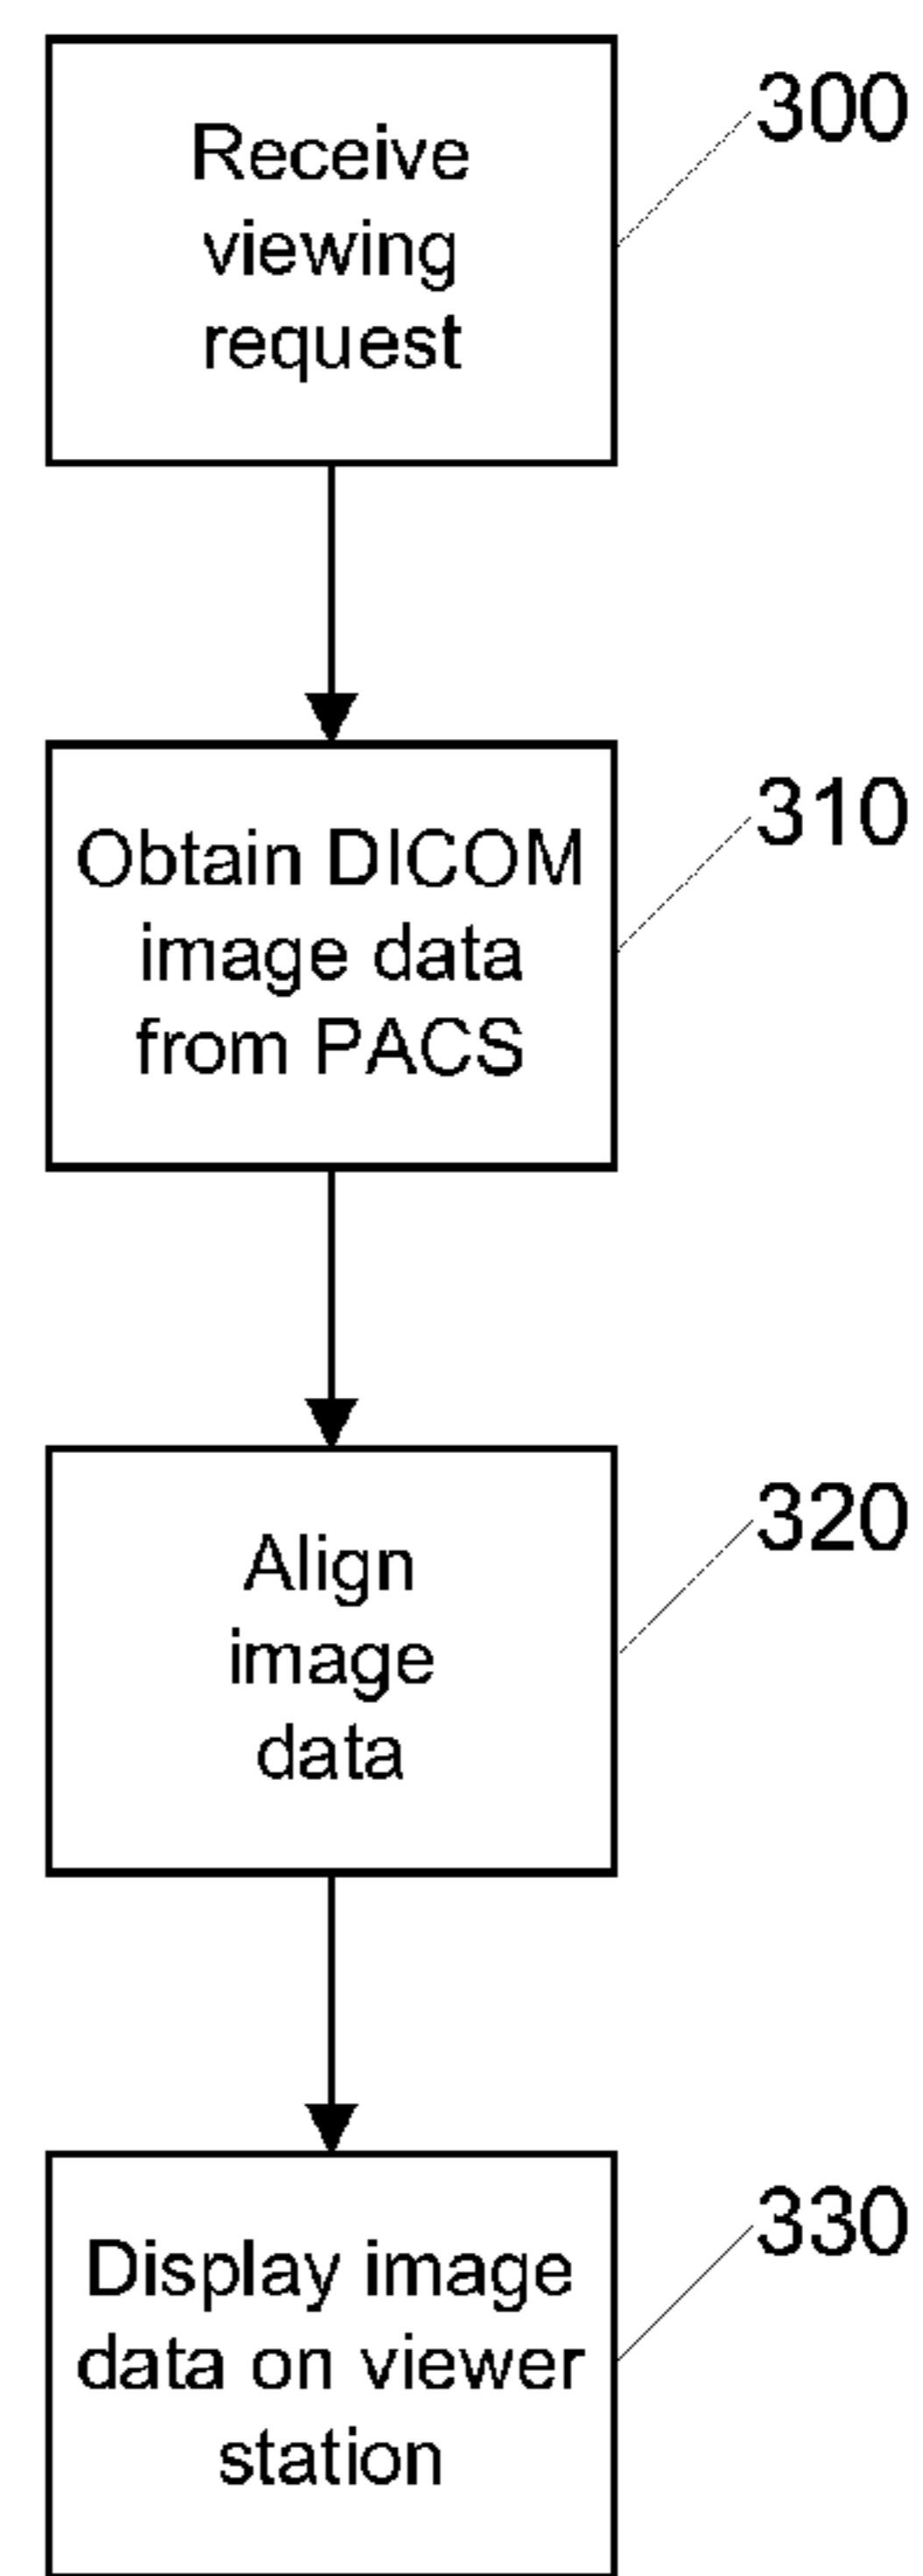 Receive
viewing
request
300
Obtain DICOM
image data
from PACS
310
Align
image
data
320
Display image
data on viewer
station
330